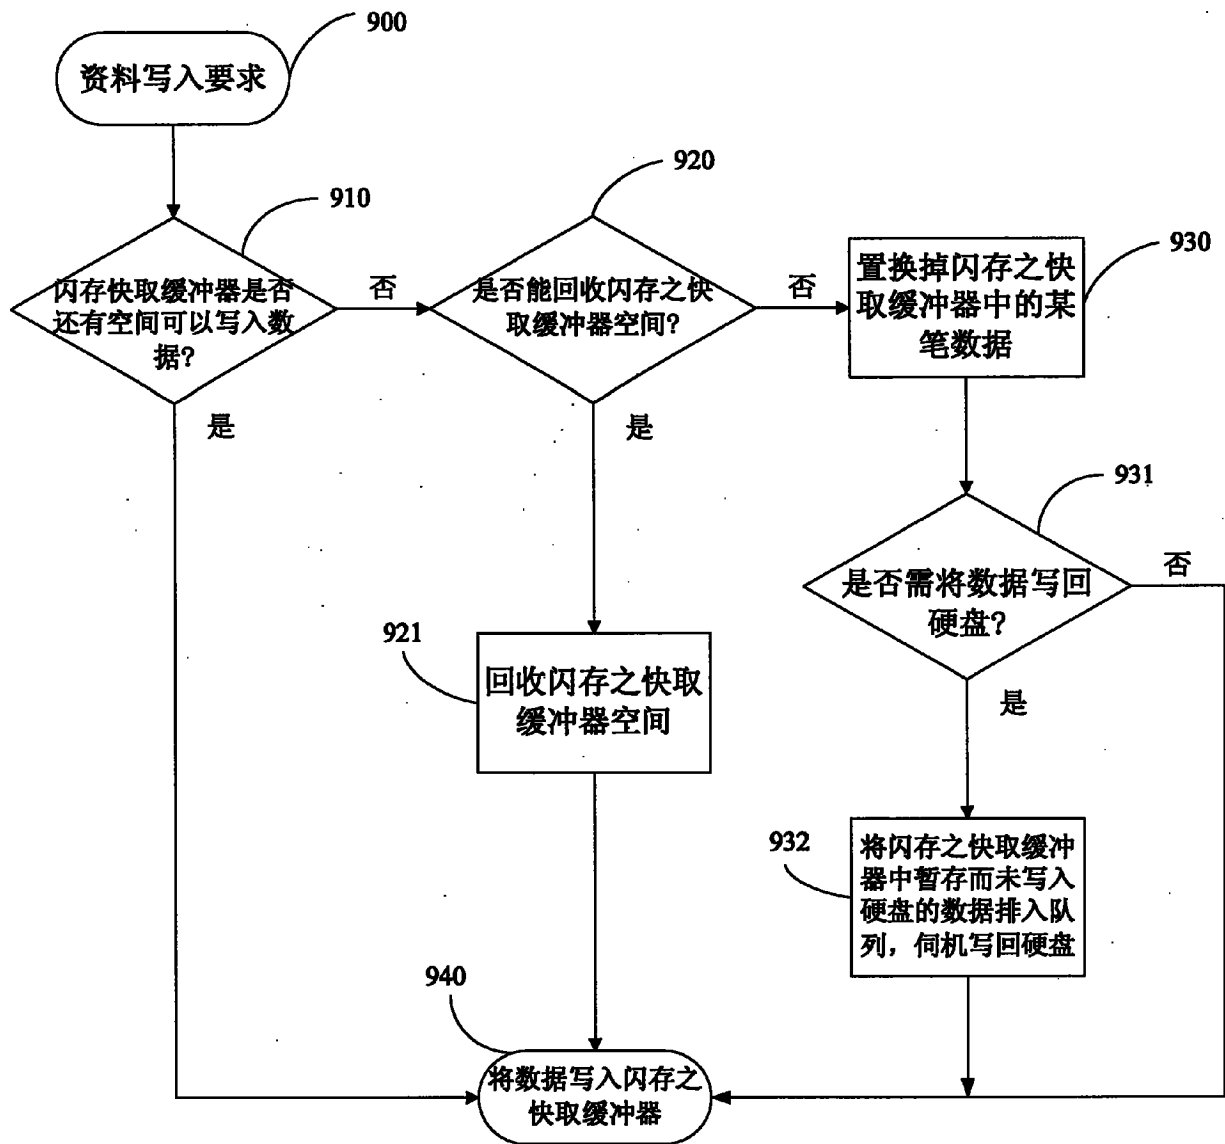 900
资料写入要求
910
闪存快取缓冲器是否
还有空间可以写入数
据?
否
是
920
是否能回收闪存之快
取缓冲器空间?
否
是
930
置换掉闪存之快
取缓冲器中的某
笔数据
931
是否需将数据写回
硬盘?
否
是
921
回收闪存之快取
缓冲器空间
932
将闪存之快取缓冲
器中暂存而未写入
硬盘的数据排入队
列，伺机写回硬盘
940
将数据写入闪存之
快取缓冲器